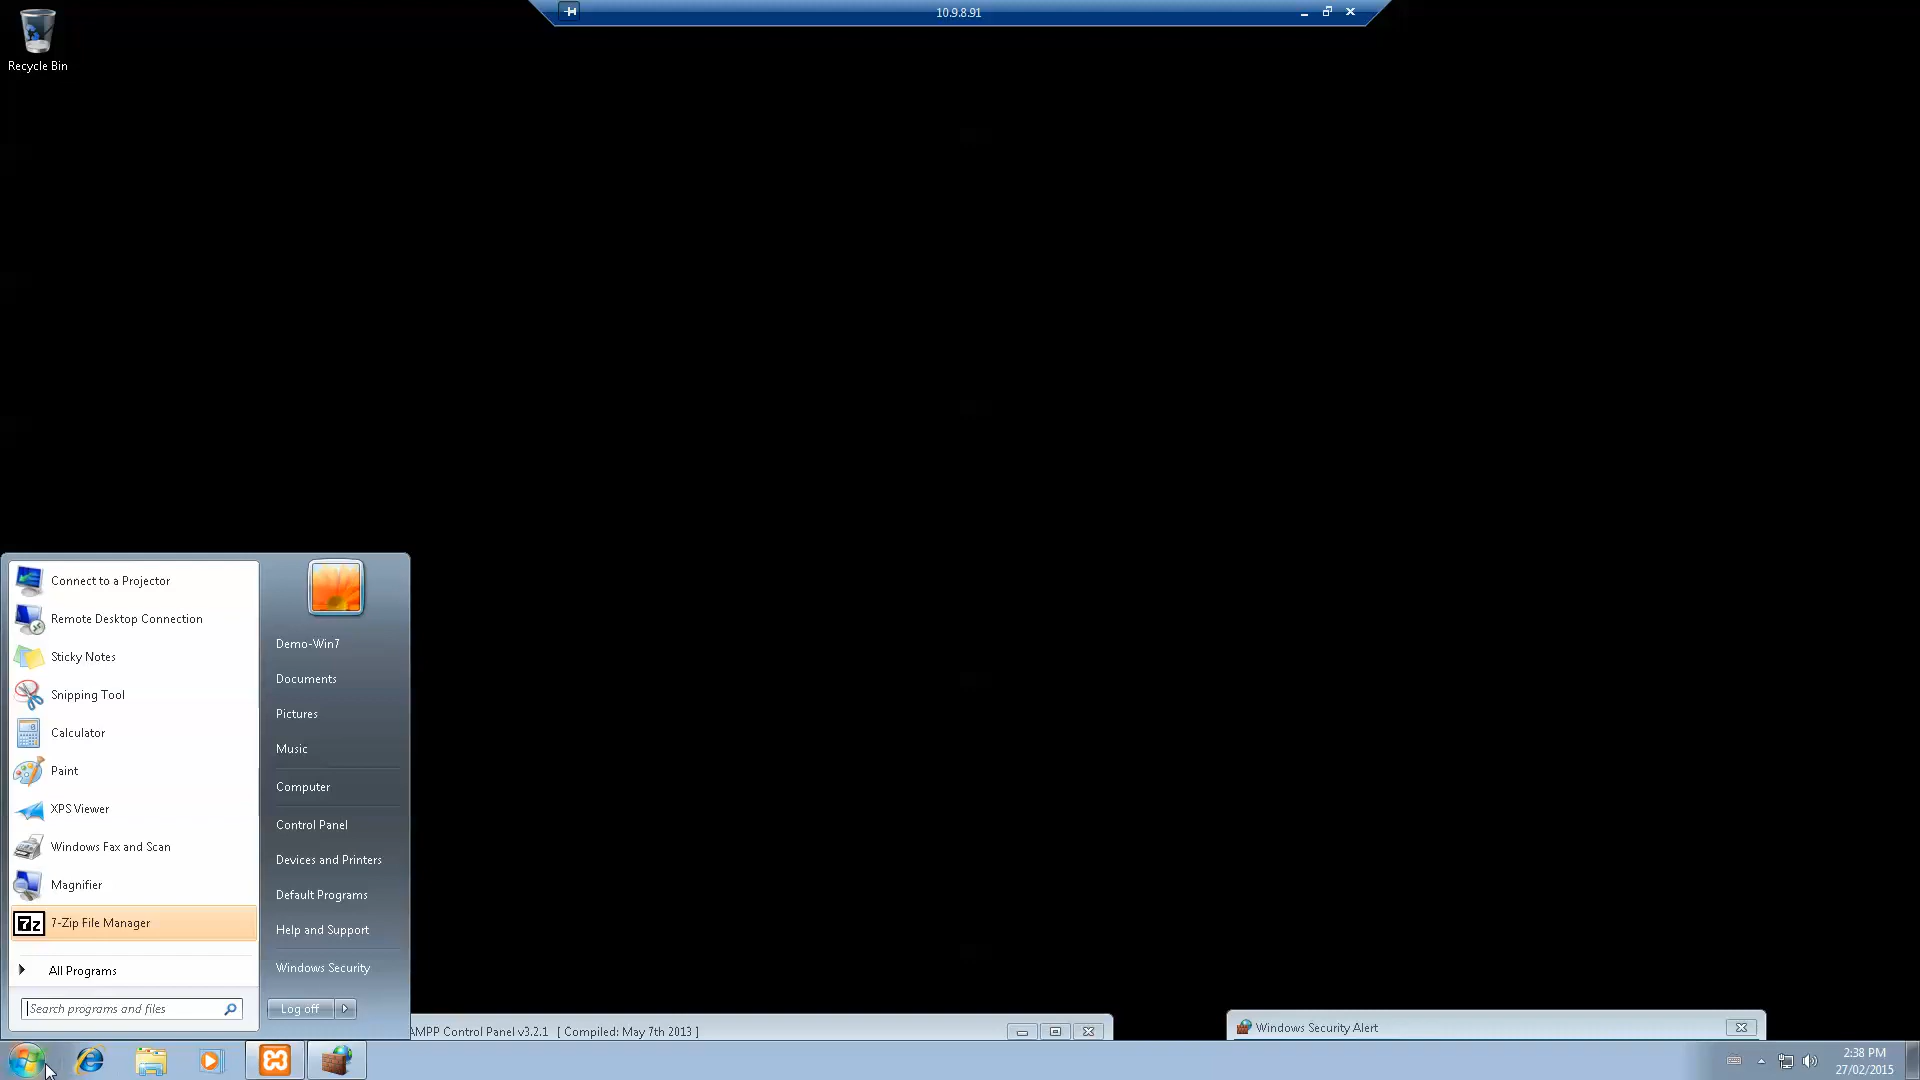 10.9.8.91
Recycle Bin
Connect to a Projector
Remote Desktop Connection
Sticky Notes
Snipping Tool
Calculator
Paint
XPS Viewer
Windows Fax and Scan
Magnifier
7-Zip File Manager
All Programs
Search programs and files
Demo-Win7
Documents
Pictures
Music
Computer
Control Panel
Devices and Printers
Default Programs
Help and Support
Windows Security
Log off
AMPP Control Panel v3.2.1 [ Compiled: May 7th 2013 ]
Windows Security Alert
2:38 PM
27/02/2015